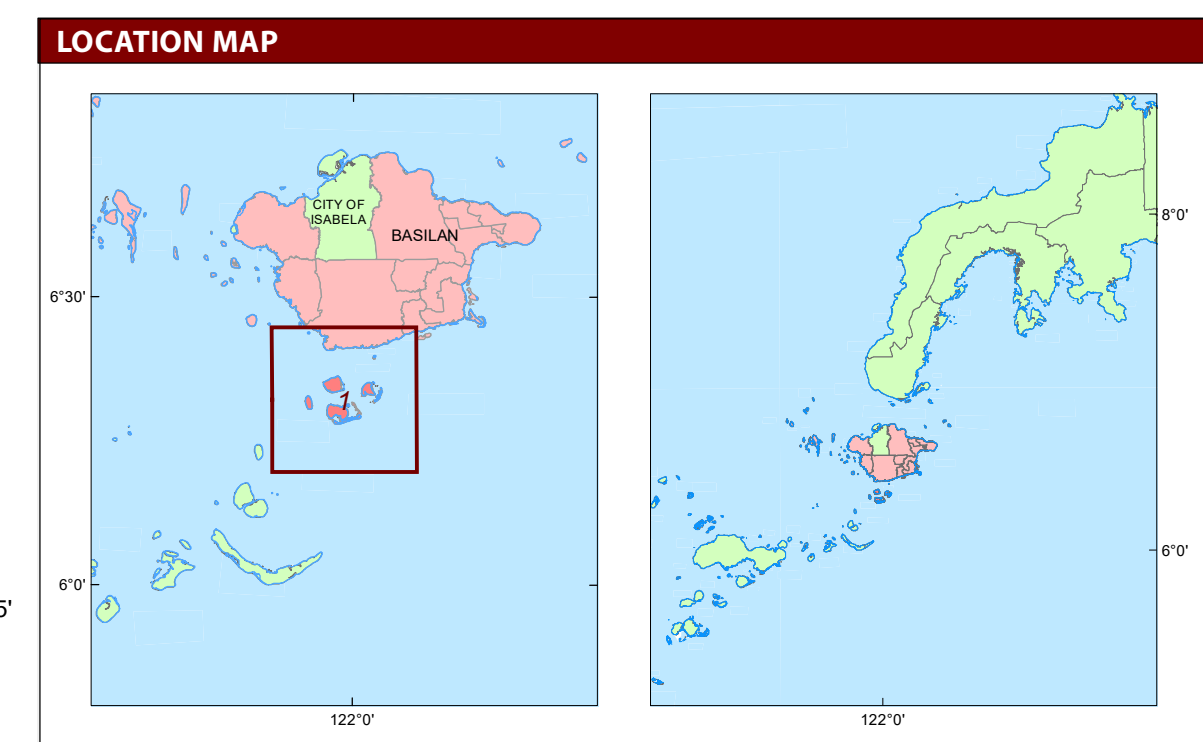 LOCATION MAP
CITY OF
ISABELA
BASILAN
6°30'
1
6°0'
5'
122°0'
8°0'
6°0'
122°0'